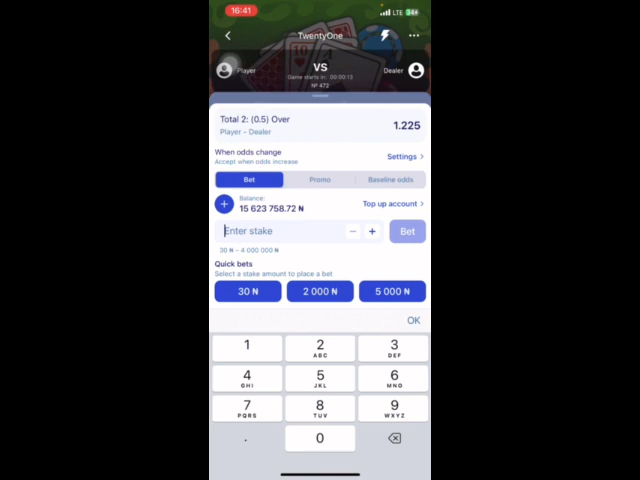 16:41
LTE 34
TwentyOne
Player
VS
Dealer
Game starts in: 00:00:13
Nº 472
Total 2: (0.5) Over
1.225
Player - Dealer
When odds change
Accept when odds increase
Settings >
Bet
Promo
Baseline odds
Balance:
15 623 758.72 ₦
Top up account >
Enter stake
Bet
30 ₦ – 4 000 000 ₦
Quick bets
Select a stake amount to place a bet
30 ₦
2 000 ₦
5 000 ₦
OK
1
2 ABC
3 DEF
4 GHI
5 JKL
6 MNO
7 PQRS
8 TUV
9 WXYZ
.
0